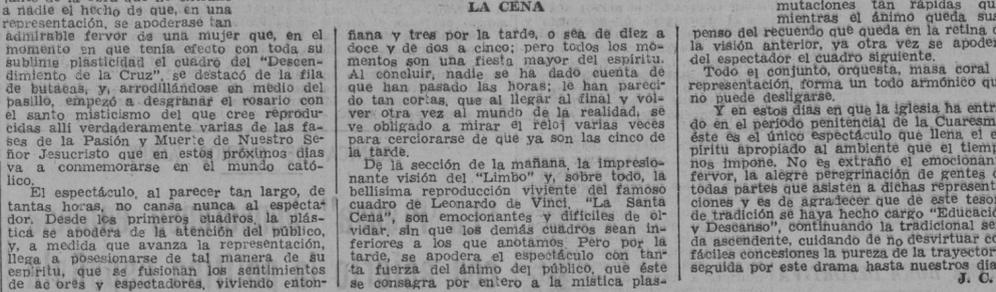 a nadie el hecho de que, en una
representación, se apoderase tan
admirable fervor de una mujer que, en el
momento en que tenía efecto con toda su
sublime plasticidad el cuadro del "Descen-
dimiento de la Cruz", se destacó de la fila
de butacas, y, arrodillándose en medio del
pasillo, empezó a desgranar el rosario con
el santo misticismo del que cree reprodu-
cidas allí verdaderamente varias de las fa-
ses de la Pasión y Muerte de Nuestro Se-
ñor Jesucristo que en estos próximos días
va a conmemorarse en el mundo cató-
lico.
El espectáculo, al parecer tan largo, de
tantas horas, no cansa nunca al especta-
dor. Desde los primeros cuadros, la plás-
tica se apodera de la atención del público,
y, a medida que avanza la representación,
llega a posesionarse de tal manera de su
espíritu, que se fusionan los sentimientos
de actores y espectadores, viviendo enton-
LA CENA
ñana y tres por la tarde, o sea de diez a
doce y de dos a cinco; pero todos los mo-
mentos son una fiesta mayor del espíritu.
Al concluir, nadie se ha dado cuenta de
que han pasado las horas; le han pareci-
do tan cortas, que al llegar al final y vol-
ver otra vez al mundo de la realidad, se
ve obligado a mirar el reloj varias veces
para cerciorarse de que ya son las cinco de
la tarde.
De la sección de la mañana, la impresio-
nante visión del "Limbo" y, sobre todo, la
bellísima reproducción viviente del famoso
cuadro de Leonardo de Vinci, "La Santa
Cena", son emocionantes y difíciles de ol-
vidar, sin que los demás cuadros sean in-
feriores a los que anotamos. Pero por la
tarde, se apodera el espectáculo con tan-
ta fuerza del ánimo del público, que éste
se consagra por entero a la mística plas-
mutaciones tan rápidas qu
mientras el ánimo queda sus
penso del recuerdo que queda en la retina d
la visión anterior, ya otra vez se apoder
del espectador el cuadro siguiente.
Todo el conjunto, orquesta, masa coral
representación, forma un todo armónico qu
no puede desligarse.
Y en estos días en que la iglesia ha entr
do en el período penitencial de la Cuaresm
éste es el único espectáculo que llena el e
píritu apropiado al ambiente que el tiemp
nos impone. No es extraño el emocionan
fervor, la alegre peregrinación de gentes d
todas partes que asisten a dichas represent
ciones y es de agradecer que de este tesor
de tradición se haya hecho cargo "Educació
y Descanso", continuando la tradicional sen
da ascendente, cuidando de no desvirtuar co
fáciles concesiones la pureza de la trayector
seguida por este drama hasta nuestros día
J. C.